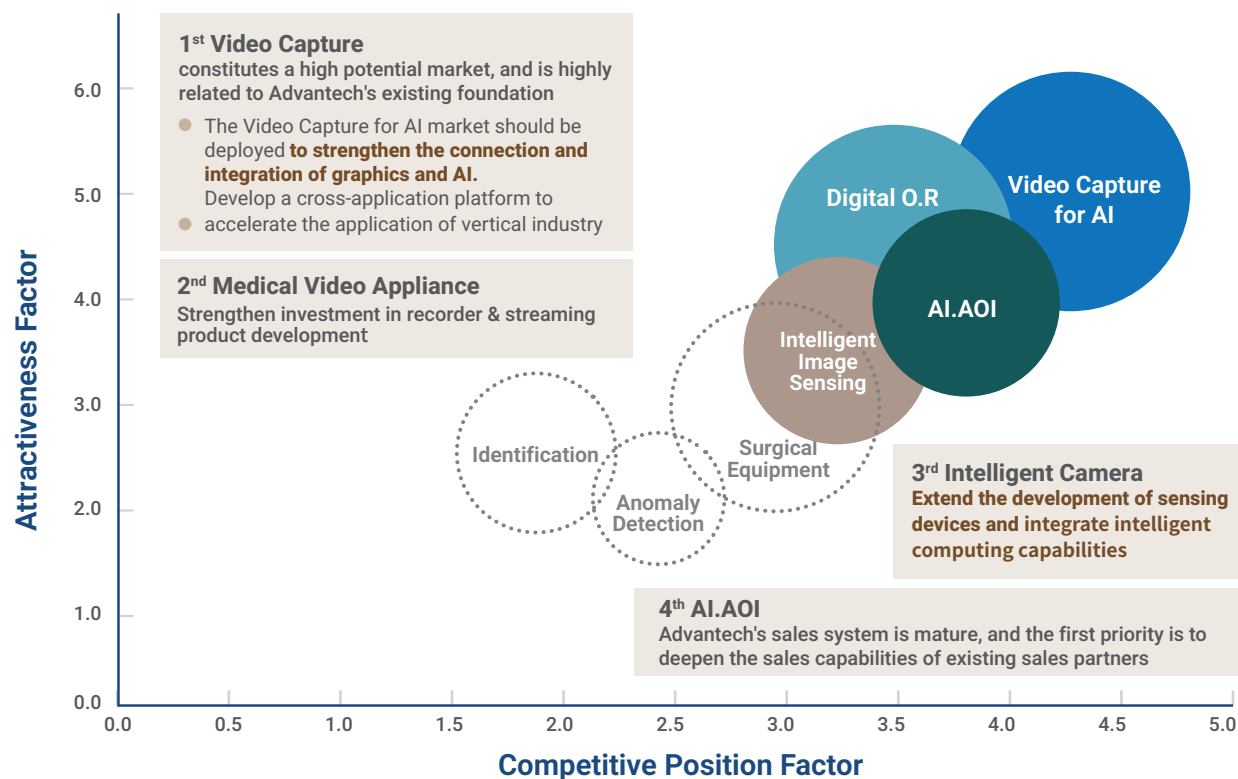 1st Video Capture
constitutes a high potential market, and is highly
related to Advantech's existing foundation
The Video Capture for AI market should be
deployed to strengthen the connection and
integration of graphics and AI.
Develop a cross-application platform to
accelerate the application of vertical industry
2nd Medical Video Appliance
Strengthen investment in recorder & streaming
product development
Attractiveness Factor
6.0
5.0
4.0
3.0
2.0
1.0
0.0
Digital O.R
Video Capture
for AI
AI.AOI
Intelligent
Image
Sensing
Identification
Surgical
Equipment
Anomaly
Detection
3rd Intelligent Camera
Extend the development of sensing
devices and integrate intelligent
computing capabilities
4th AI.AOI
Advantech's sales system is mature, and the first priority is to
deepen the sales capabilities of existing sales partners
0.0 0.5 1.0 1.5 2.0 2.5 3.0 3.5 4.0 4.5 5.0
Competitive Position Factor